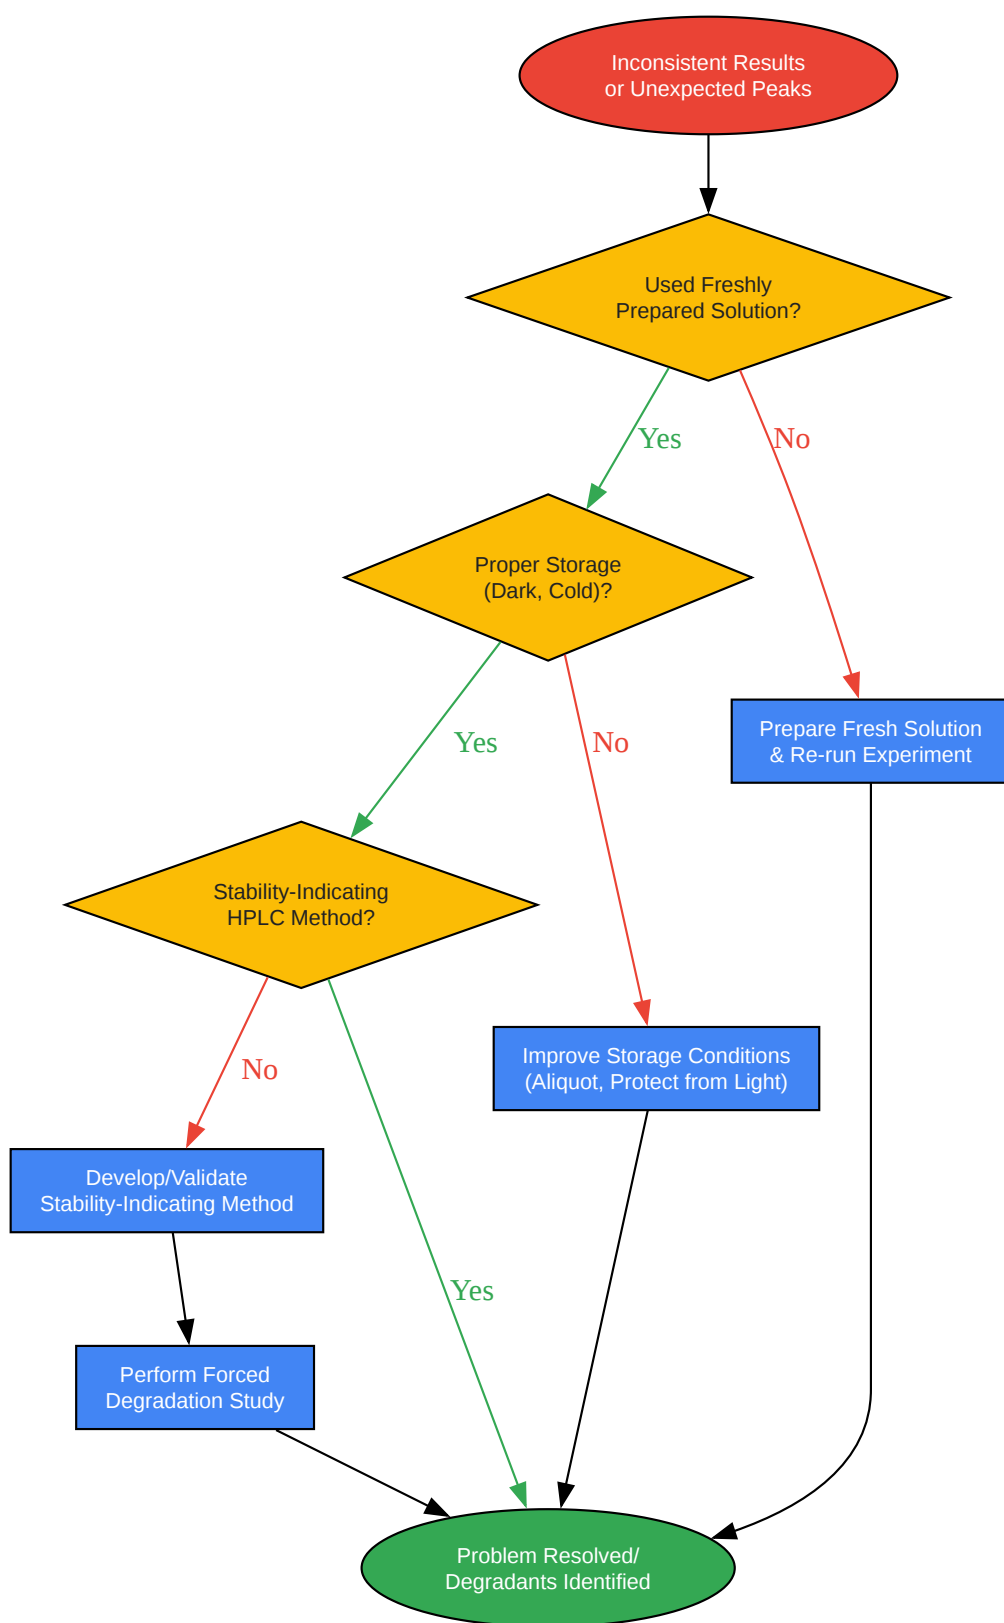 Inconsistent Results
or Unexpected Peaks
Used Freshly
Prepared Solution?
Yes
No
Proper Storage
(Dark, Cold)?
Prepare Fresh Solution
& Re-run Experiment
Yes
No
Stability-Indicating
HPLC Method?
Improve Storage Conditions
(Aliquot, Protect from Light)
No
Develop/Validate
Stability-Indicating Method
Yes
Perform Forced
Degradation Study
Problem Resolved/
Degradants Identified